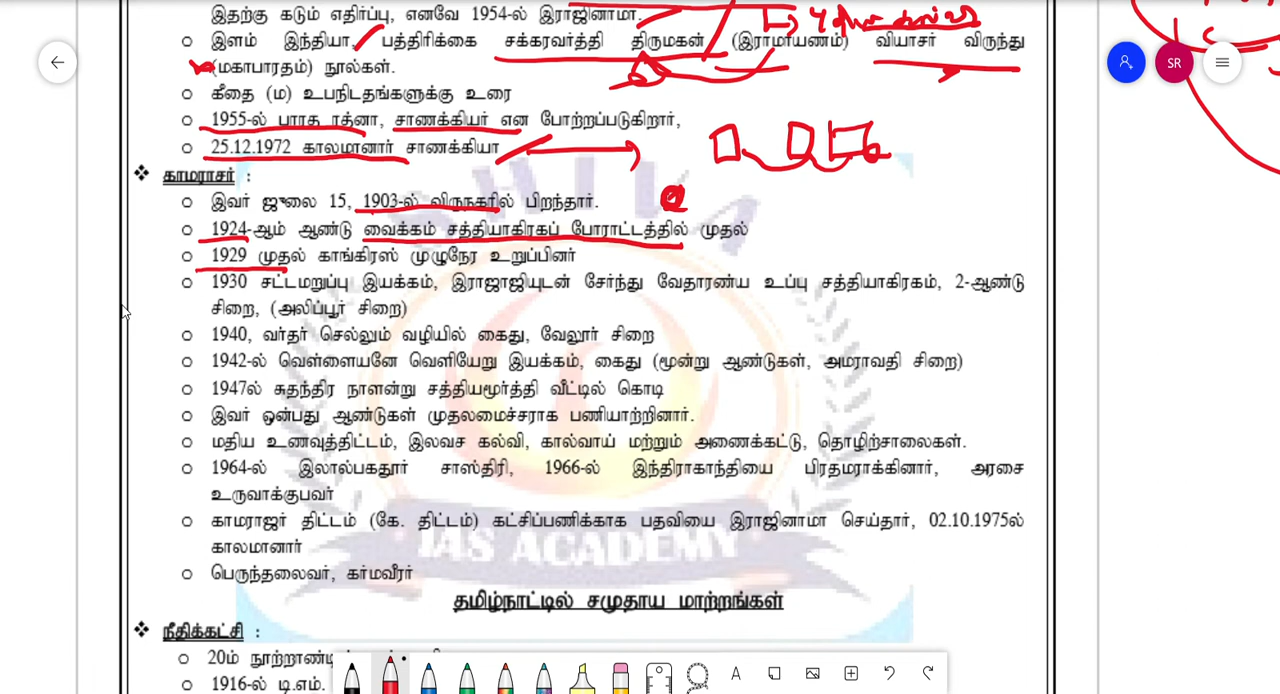 இதற்கு கடும் எதிர்ப்பு, எனவே 1954-ல் இராஜினாமா.
இளம் இந்தியா, பத்திரிக்கை சக்கரவர்த்தி திருமகன் (இராமாயணம்) வியாசர் விருந்து
(மகாபாரதம்) நூல்கள்.
கீதை (ம) உபநிடதங்களுக்கு உரை
1955-ல் பாரத ரத்னா, சாணக்கியர் என போற்றப்படுகிறார்,
25.12.1972 காலமானார் சாணக்கியா
SR
காமராசர் :
இவர் ஜுலை 15, 1903-ல் விருநகரில் பிறந்தார்.
1924-ஆம் ஆண்டு வைக்கம் சத்தியாகிரகப் போராட்டத்தில் முதல்
1929 முதல் காங்கிரஸ் முழுநேர உறுப்பினர்
1930 சட்டமறுப்பு இயக்கம், இராஜாஜியுடன் சேர்ந்து வேதாரண்ய உப்பு சத்தியாகிரகம், 2-ஆண்டு
சிறை, (அலிப்பூர் சிறை)
1940, வர்தர் செல்லும் வழியில் கைது, வேலூர் சிறை
1942-ல் வெள்ளையனே வெளியேறு இயக்கம், கைது (மூன்று ஆண்டுகள், அமராவதி சிறை)
1947ல் சுதந்திர நாளன்று சத்தியமூர்த்தி வீட்டில் கொடி
இவர் ஒன்பது ஆண்டுகள் முதலமைச்சராக பணியாற்றினார்.
மதிய உணவுத்திட்டம், இலவச கல்வி, கால்வாய் மற்றும் அணைக்கட்டு, தொழிற்சாலைகள்.
1964-ல் இலால்பகதூர் சாஸ்திரி, 1966-ல் இந்திராகாந்தியை பிரதமராக்கினார், அரசை
உருவாக்குபவர்
காமராஜர் திட்டம் (கே. திட்டம்) கட்சிப்பணிக்காக பதவியை இராஜினாமா செய்தார், 02.10.1975ல்
காலமானார்
பெருந்தலைவர், கர்மவீரர்
SHIVA
IAS ACADEMY
தமிழ்நாட்டில் சமுதாய மாற்றங்கள்
நீதிக்கட்சி :
20ம்
1916-ல் டி.எம்.